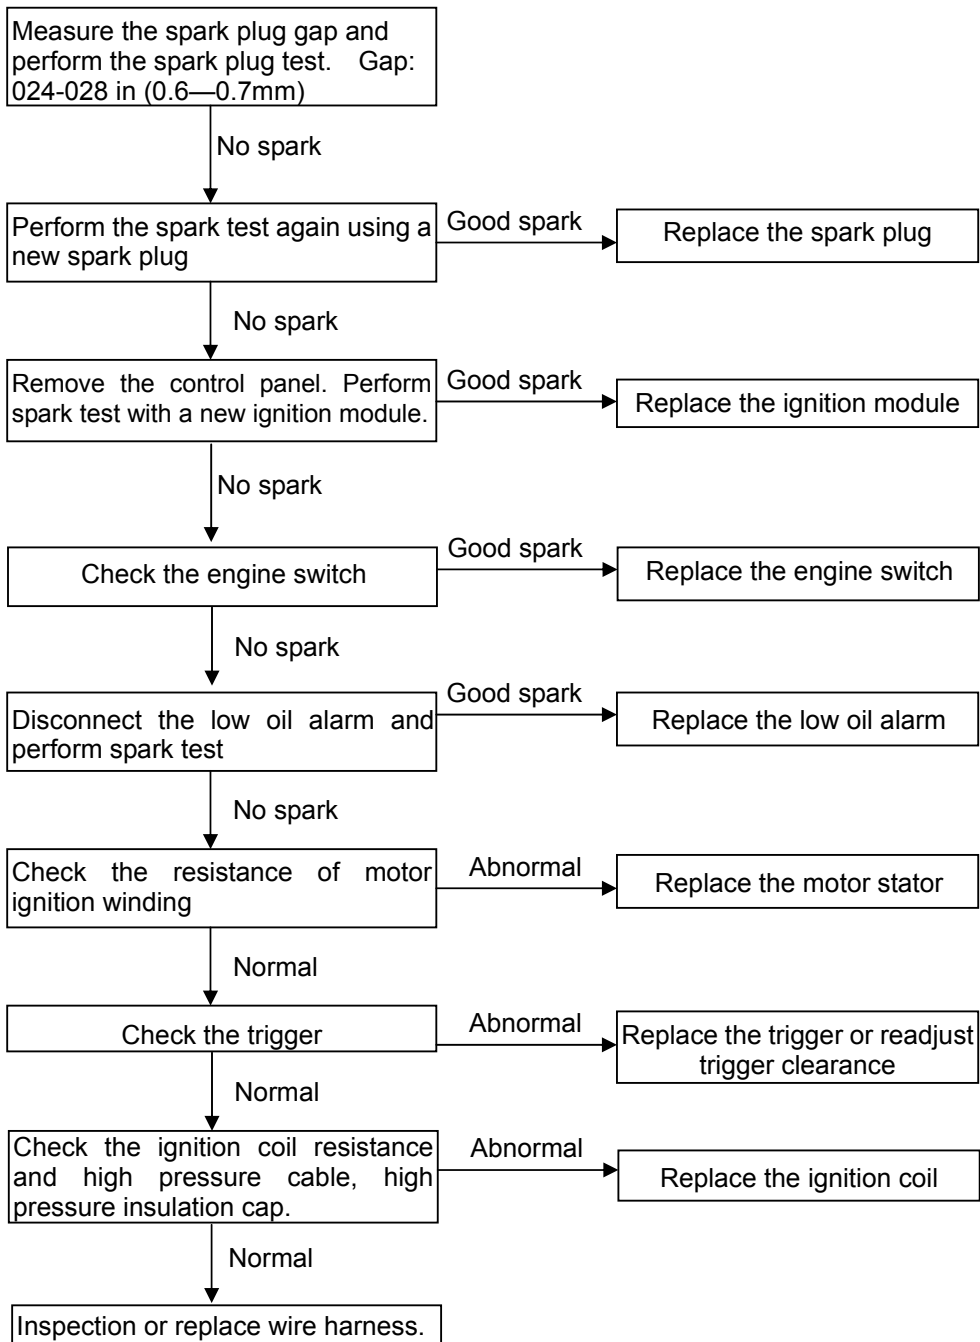 Measure the spark plug gap and
perform the spark plug test. Gap:
024-028 in (0.6—0.7mm)
No spark
Perform the spark test again using a
new spark plug
Good spark
Replace the spark plug
No spark
Remove the control panel. Perform
spark test with a new ignition module.
Good spark
Replace the ignition module
No spark
Check the engine switch
Good spark
Replace the engine switch
No spark
Disconnect the low oil alarm and
perform spark test
Good spark
Replace the low oil alarm
No spark
Check the resistance of motor
ignition winding
Abnormal
Replace the motor stator
Normal
Check the trigger
Abnormal
Replace the trigger or readjust
trigger clearance
Normal
Check the ignition coil resistance
and high pressure cable, high
pressure insulation cap.
Abnormal
Replace the ignition coil
Normal
Inspection or replace wire harness.